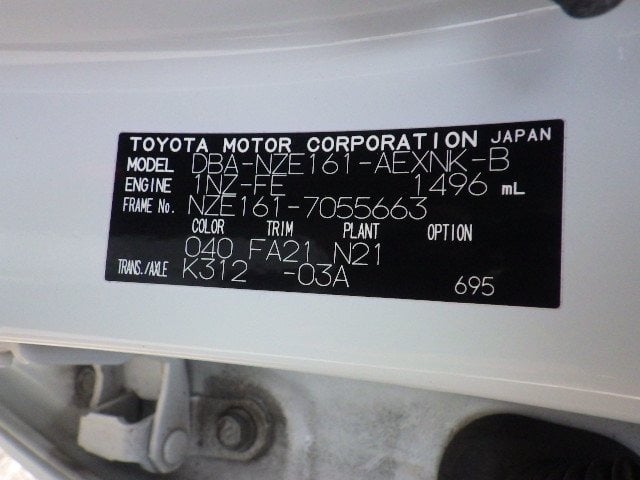 TOYOTA MOTOR CORPORATION JAPAN
MODEL DBA-NZE161-AEXNK-B
ENGINE 1NZ-FE 1496 mL
FRAME No. NZE161-7055663
COLOR TRIM PLANT OPTION
040 FA21 N21
TRANS./AXLE K312 -03A
695